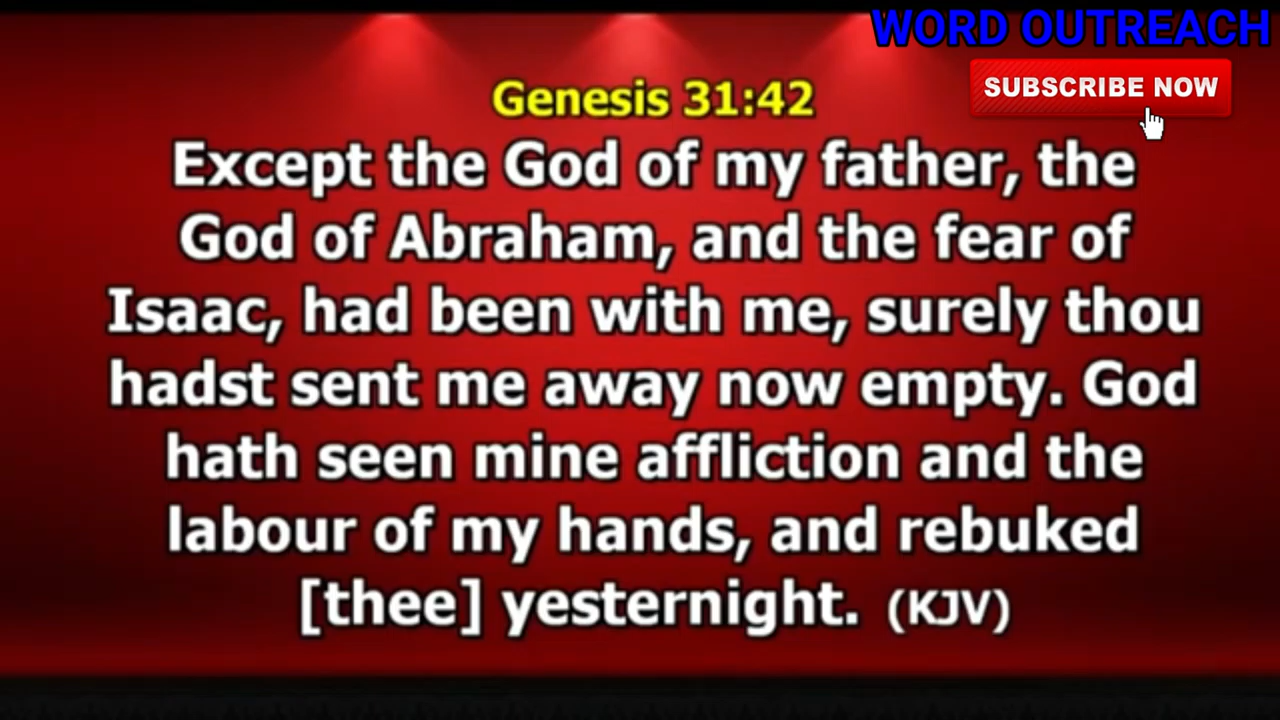 WORD OUTREACH
SUBSCRIBE NOW
Genesis 31:42
Except the God of my father, the
God of Abraham, and the fear of
Isaac, had been with me, surely thou
hadst sent me away now empty. God
hath seen mine affliction and the
labour of my hands, and rebuked
[thee] yesternight. (KJV)